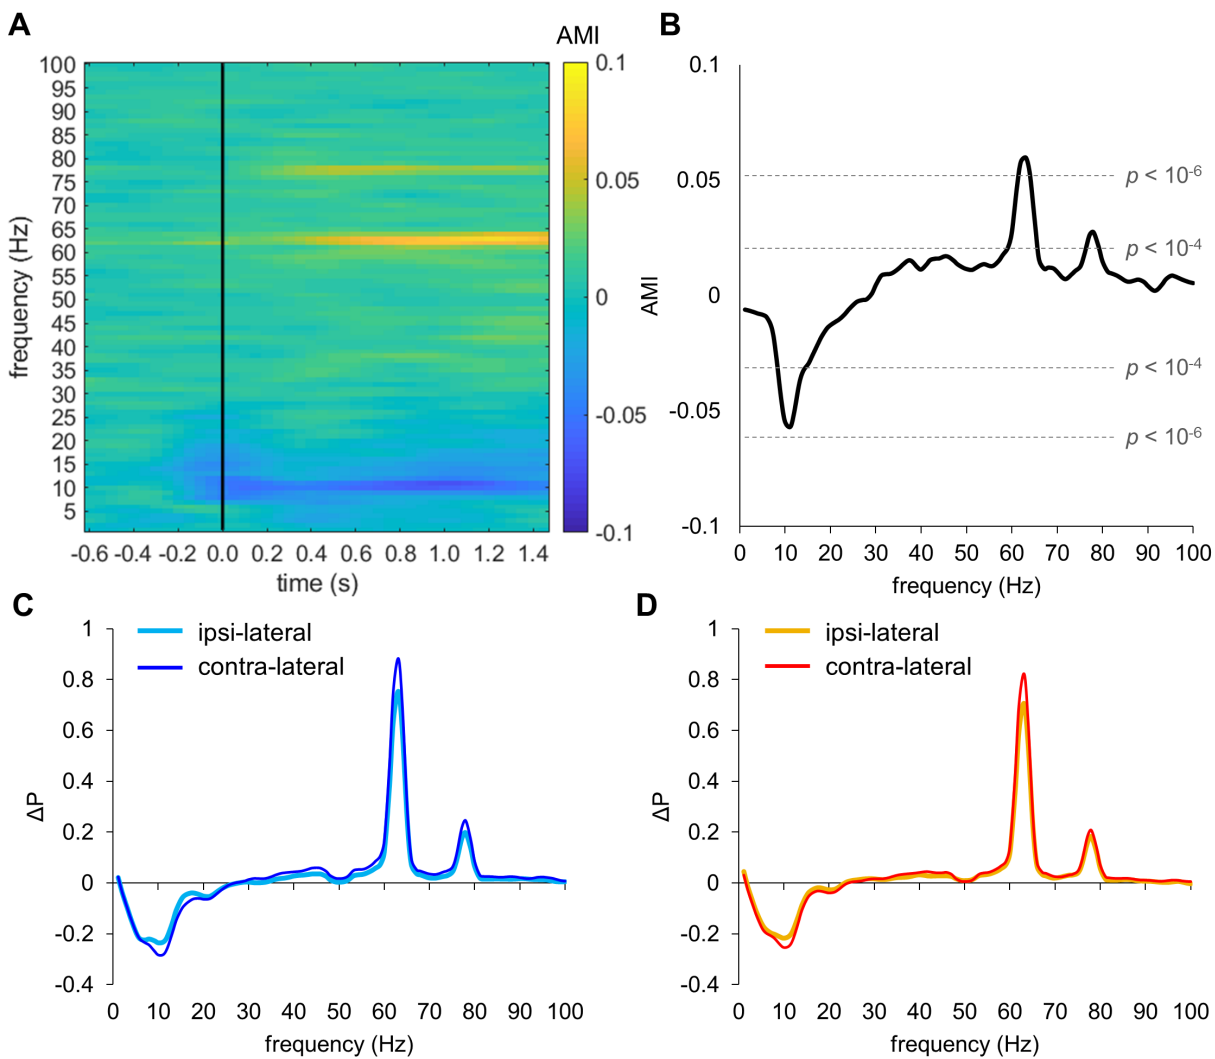 A
AMI
frequency (Hz)
100
95
90
85
80
75
70
65
60
55
50
45
40
35
30
25
20
15
10
5
-0.6 -0.4 -0.2 0.0 0.2 0.4 0.6 0.8 1.0 1.2 1.4
time (s)
0.1
0.05
0
-0.05
-0.1
B
AMI
0.1
0.05
0
-0.05
-0.1
p < 10-6
p < 10-4
p < 10-4
p < 10-6
0 10 20 30 40 50 60 70 80 90 100
frequency (Hz)
C
ipsi-lateral
contra-lateral
ΔP
1
0.8
0.6
0.4
0.2
0
-0.2
-0.4
0 10 20 30 40 50 60 70 80 90 100
frequency (Hz)
D
ipsi-lateral
contra-lateral
ΔP
1
0.8
0.6
0.4
0.2
0
-0.2
-0.4
0 10 20 30 40 50 60 70 80 90 100
frequency (Hz)